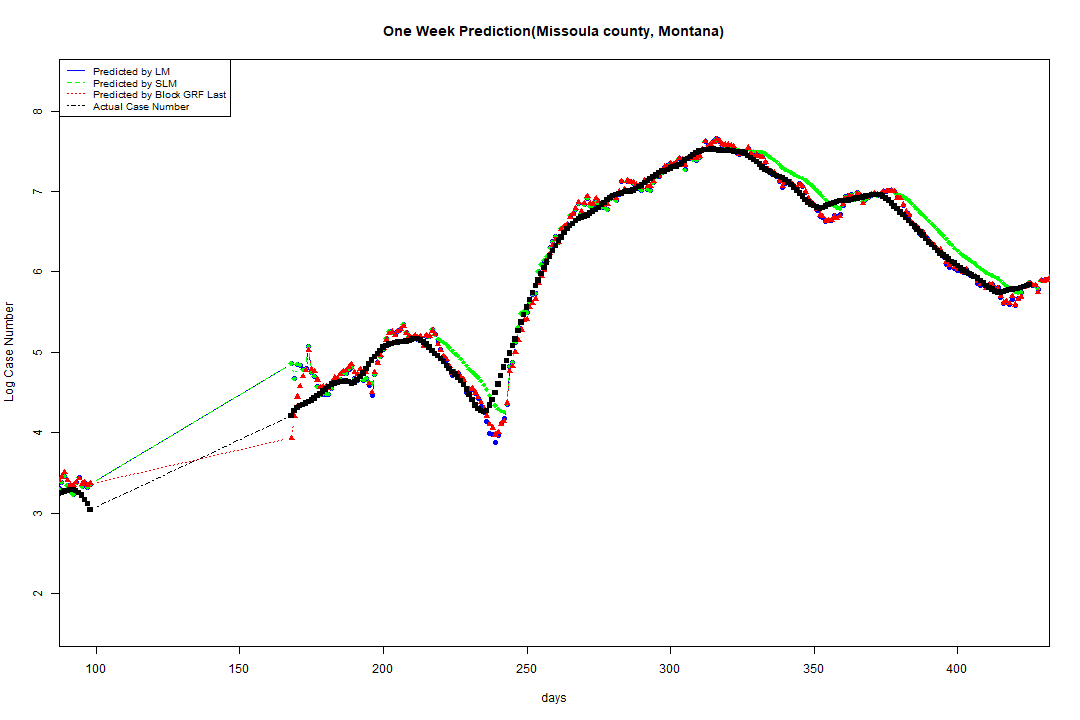 One Week Prediction(Missoula county, Montana)
Predicted by LM
Predicted by SLM
Predicted by Block GRF Last
Actual Case Number
8
7
6
5
4
3
2
Log Case Number
100 150 200 250 300 350 400
days